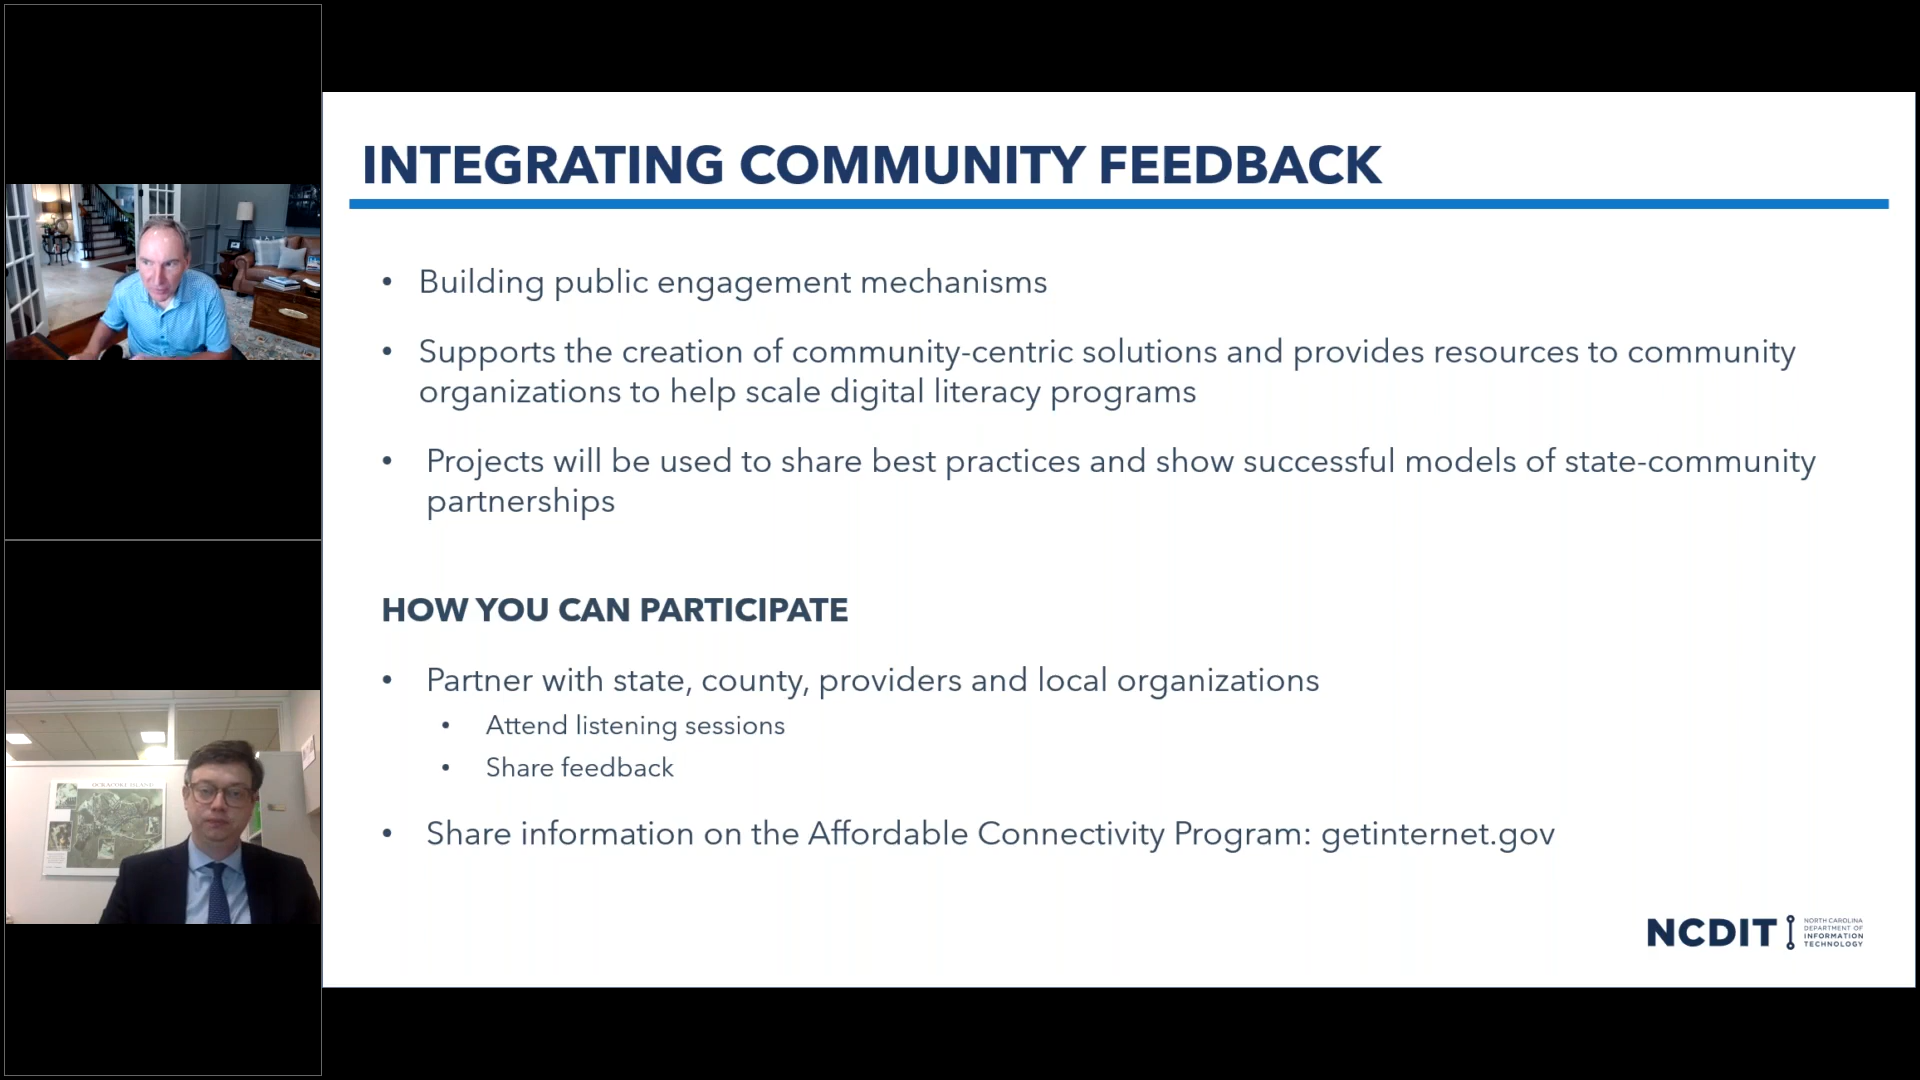 INTEGRATING COMMUNITY FEEDBACK
• Building public engagement mechanisms
• Supports the creation of community-centric solutions and provides resources to community
organizations to help scale digital literacy programs
• Projects will be used to share best practices and show successful models of state-community
partnerships
HOW YOU CAN PARTICIPATE
• Partner with state, county, providers and local organizations
• Attend listening sessions
• Share feedback
• Share information on the Affordable Connectivity Program: getinternet.gov
NCDIT
NORTH CAROLINA
DEPARTMENT OF
INFORMATION
TECHNOLOGY
OCRACOKE ISLAND